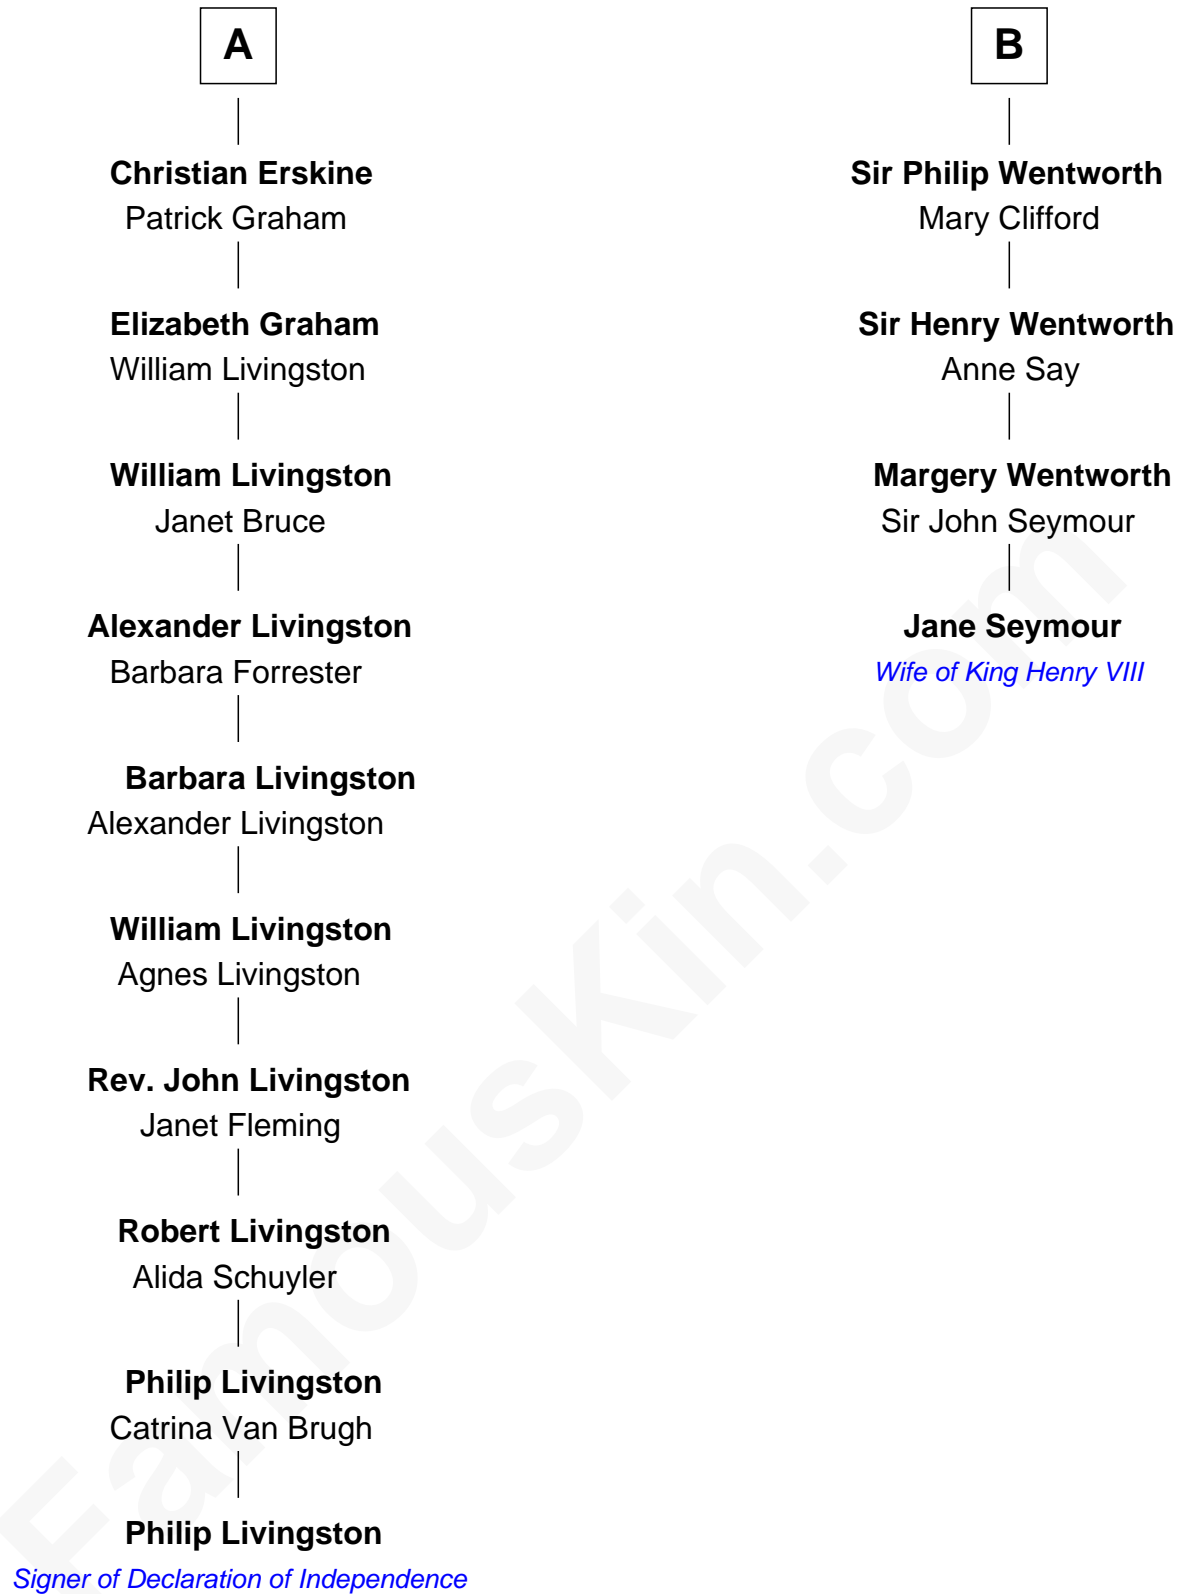 A
Christian Erskine
Patrick Graham
Elizabeth Graham
William Livingston
William Livingston
Janet Bruce
Alexander Livingston
Barbara Forrester
Barbara Livingston
Alexander Livingston
William Livingston
Agnes Livingston
Rev. John Livingston
Janet Fleming
Robert Livingston
Alida Schuyler
Philip Livingston
Catrina Van Brugh
Philip Livingston
Signer of Declaration of Independence
B
Sir Philip Wentworth
Mary Clifford
Sir Henry Wentworth
Anne Say
Margery Wentworth
Sir John Seymour
Jane Seymour
Wife of King Henry VIII
FamousKin.com